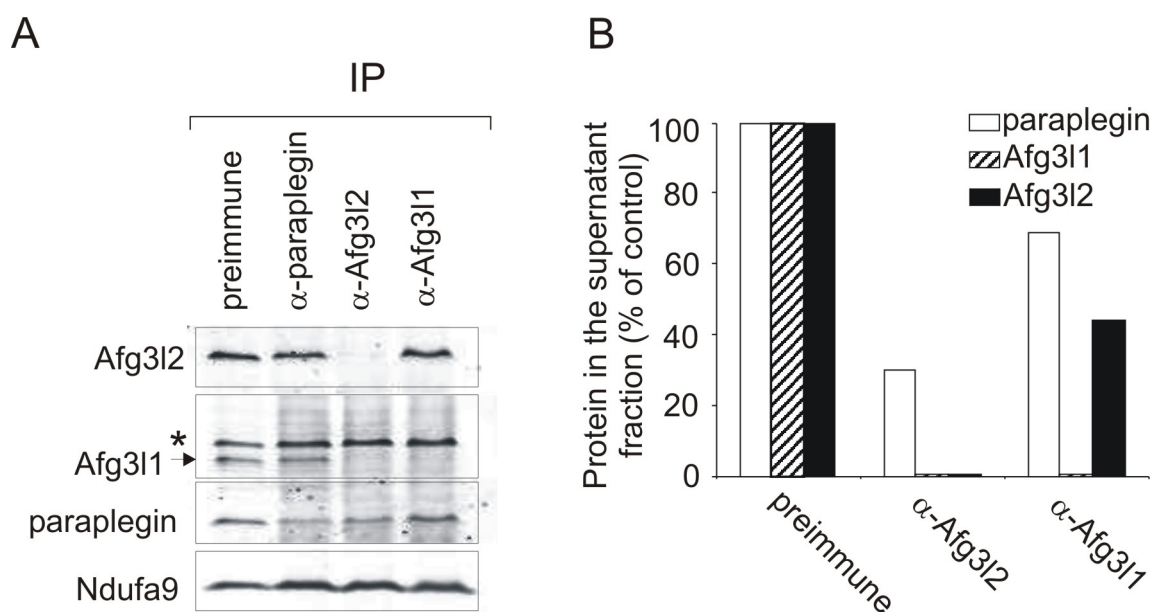 A
IP
preimmune
α-paraplegin
α-Afg3l2
α-Afg3l1
Afg3l2
*
Afg3l1
paraplegin
Ndufa9
B
Protein in the supernatant
fraction (% of control)
100
80
60
40
20
0
paraplegin
Afg3l1
Afg3l2
preimmune
α-Afg3l2
α-Afg3l1